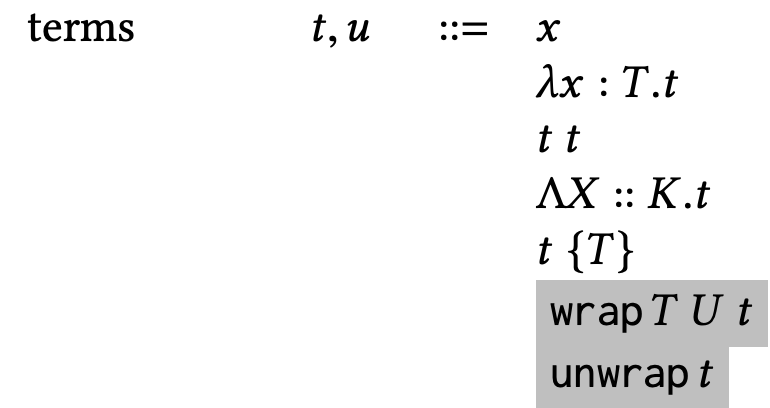 terms t, u ::= x
λx : T.t
t t
ΛX :: K.t
t {T}
wrap T U t
unwrap t